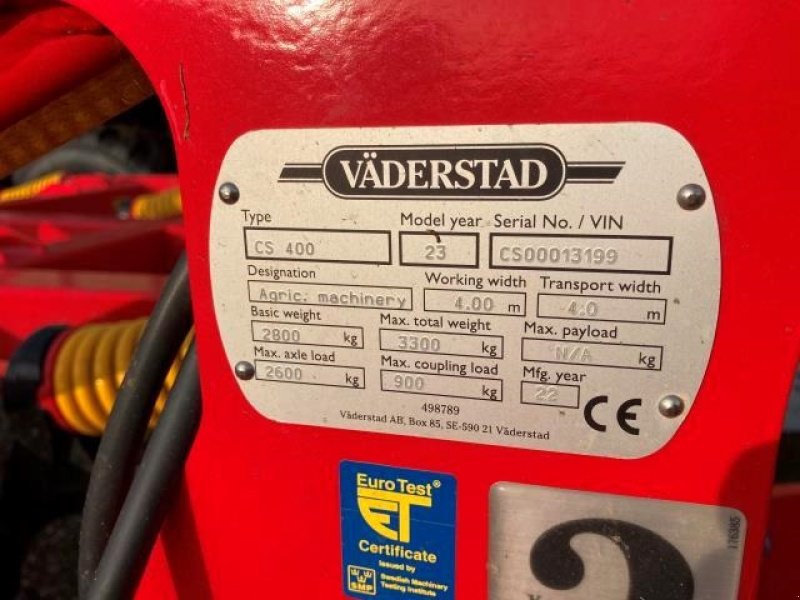 VÄDERSTAD
Type Model year Serial No. / VIN
CS 400 23 CS00013199
Designation Working width Transport width
Agric. machinery 4.00 m 4.0 m
Basic weight Max. total weight Max. payload
2800 kg 3300 kg N/A kg
Max. axle load Max. coupling load Mfg. year
2600 kg 900 kg 22 CE
498789
Väderstad AB, Box 85, SE-590 21 Väderstad
Euro Test®
ET
Certificate
issued by
Swedish Machinery
Testing Institute
SMP
176385